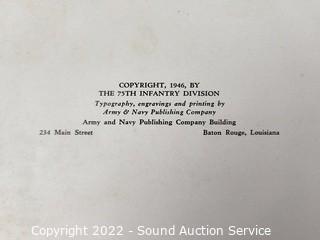 COPYRIGHT, 1946, BY
THE 75TH INFANTRY DIVISION
Typography, engravings and printing by
Army & Navy Publishing Company
Army and Navy Publishing Company Building
234 Main Street Baton Rouge, Louisiana
Copyright 2022 - Sound Auction Service